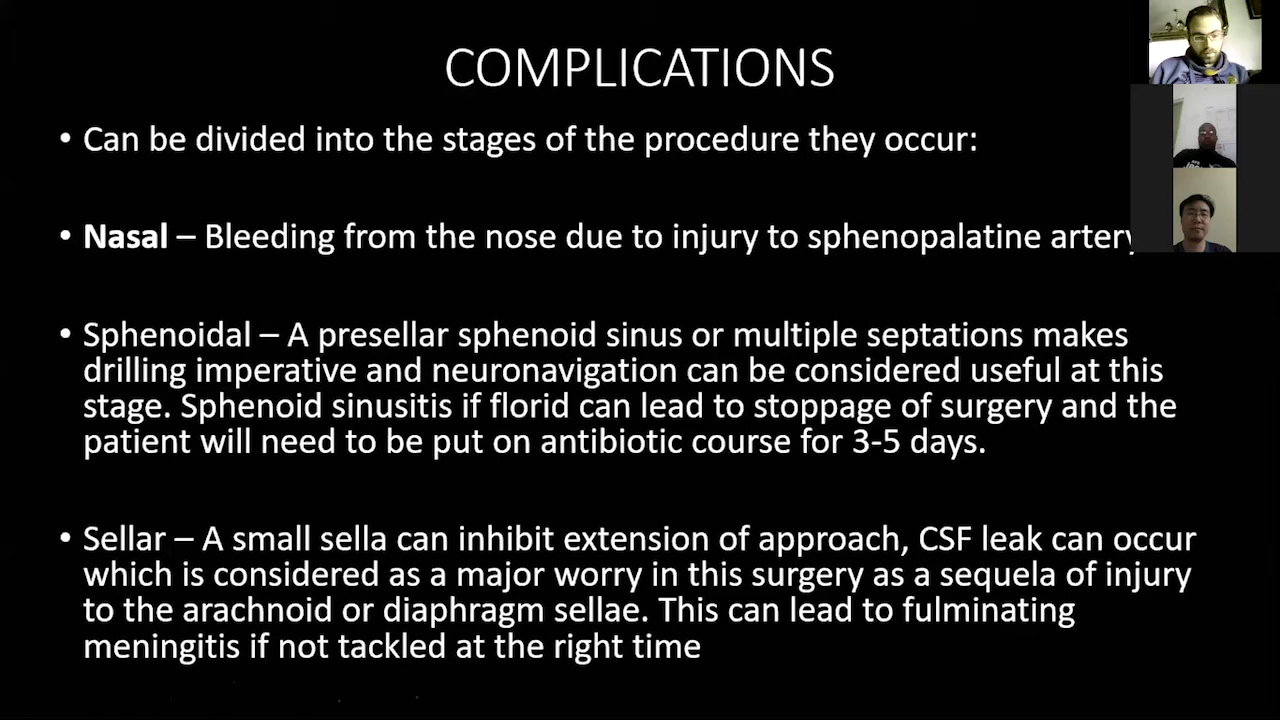 COMPLICATIONS
• Can be divided into the stages of the procedure they occur:
• Nasal – Bleeding from the nose due to injury to sphenopalatine artery
• Sphenoidal – A presellar sphenoid sinus or multiple septations makes
drilling imperative and neuronavigation can be considered useful at this
stage. Sphenoid sinusitis if florid can lead to stoppage of surgery and the
patient will need to be put on antibiotic course for 3-5 days.
• Sellar – A small sella can inhibit extension of approach, CSF leak can occur
which is considered as a major worry in this surgery as a sequela of injury
to the arachnoid or diaphragm sellae. This can lead to fulminating
meningitis if not tackled at the right time